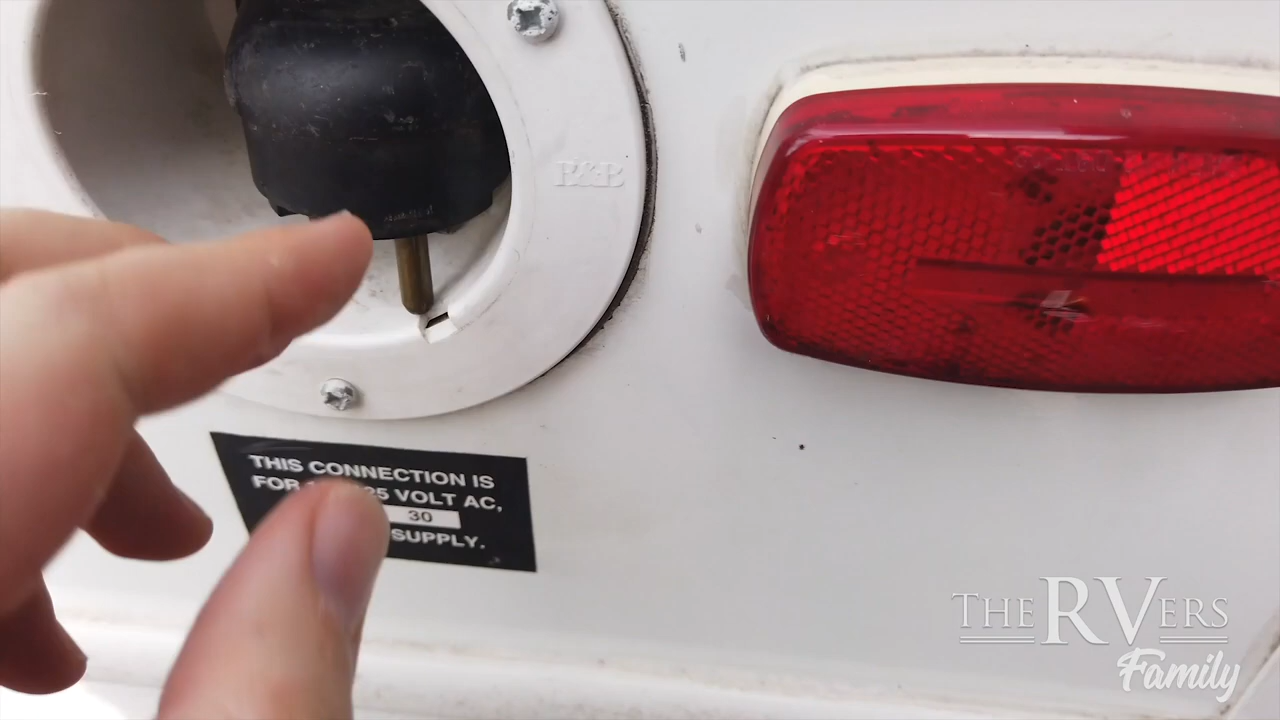 R&B
THIS CONNECTION IS
FOR 25 VOLT AC,
30
SUPPLY.
THE RVERS
Family